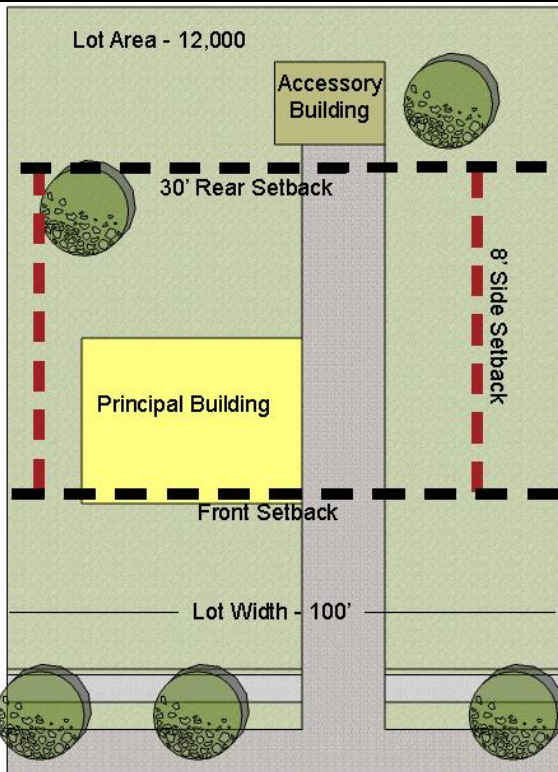 Lot Area - 12,000
Accessory
Building
30' Rear Setback
8' Side Setback
Principal Building
Front Setback
Lot Width - 100'